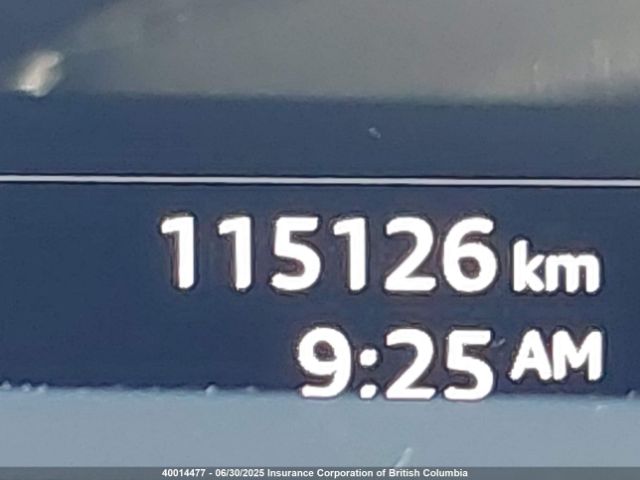 115126 km
9:25 AM
40014477 - 06/30/2025 Insurance Corporation of British Columbia